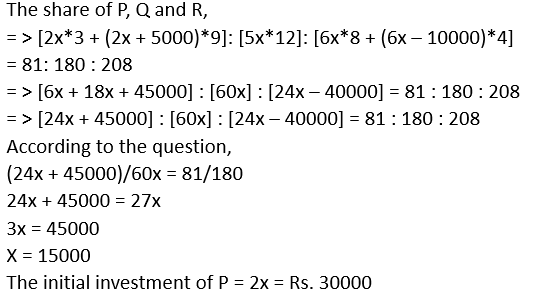 The share of P, Q and R,
= > [2x*3 + (2x + 5000)*9]: [5x*12]: [6x*8 + (6x – 10000)*4]
= 81: 180 : 208
= > [6x + 18x + 45000] : [60x] : [24x – 40000] = 81 : 180 : 208
= > [24x + 45000] : [60x] : [24x – 40000] = 81 : 180 : 208
According to the question,
(24x + 45000)/60x = 81/180
24x + 45000 = 27x
3x = 45000
X = 15000
The initial investment of P = 2x = Rs. 30000